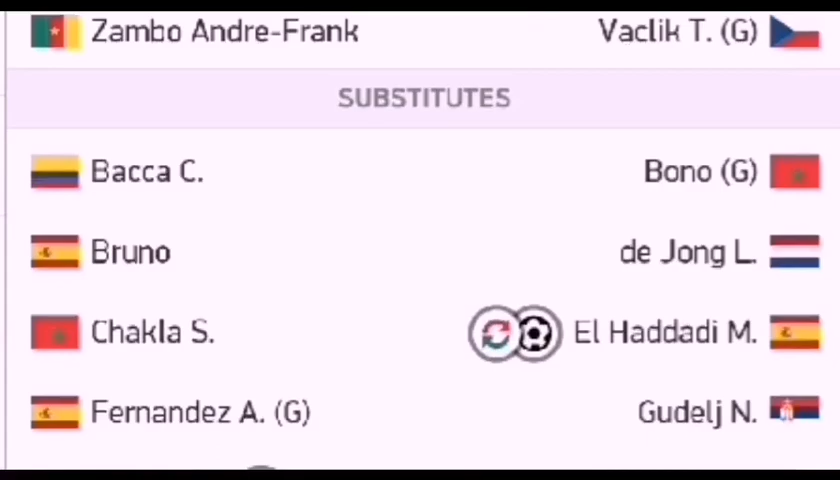 Zambo Andre-Frank Vaclik T. (G)
SUBSTITUTES
Bacca C. Bono (G)
Bruno de Jong L.
Chakla S. El Haddadi M.
Fernandez A. (G) Gudelj N.